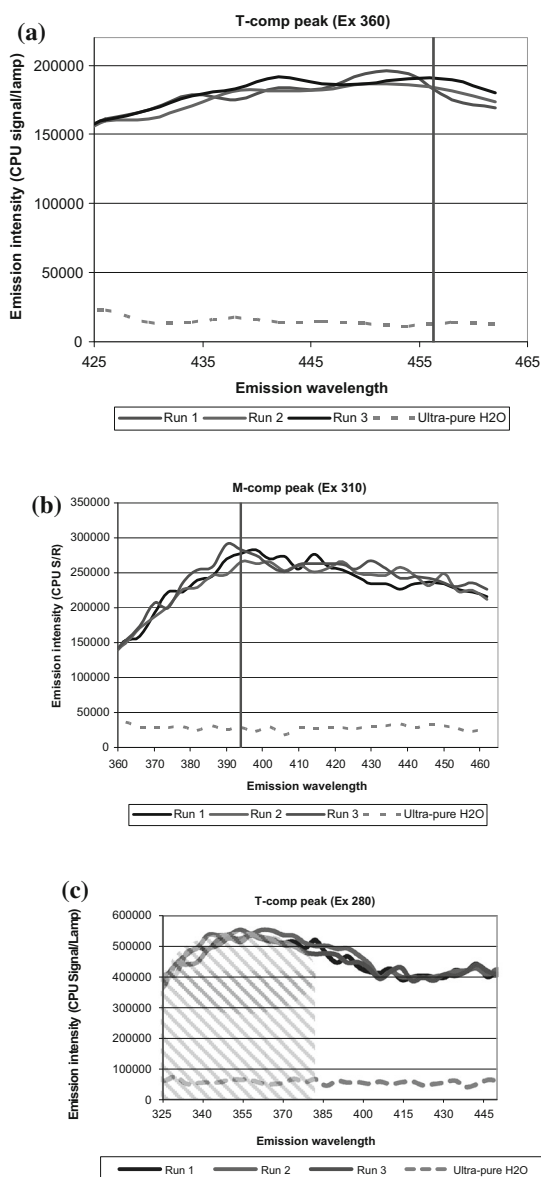 (a)
T-comp peak (Ex 360)
Emission intensity (CPU signal/lamp)
200000
150000
100000
50000
0
425 435 445 455 465
Emission wavelength
Run 1 Run 2 Run 3 Ultra-pure H2O
(b)
M-comp peak (Ex 310)
Emission intensity (CPU S/R)
350000
300000
250000
200000
150000
100000
50000
0
360 370 380 390 400 410 420 430 440 450 460
Emission wavelength
Run 1 Run 2 Run 3 Ultra-pure H2O
(c)
T-comp peak (Ex 280)
Emission intensity (CPU Signal/Lamp)
600000
500000
400000
300000
200000
100000
0
325 340 355 370 385 400 415 430 445
Emission wavelength
Run 1 Run 2 Run 3 Ultra-pure H2O